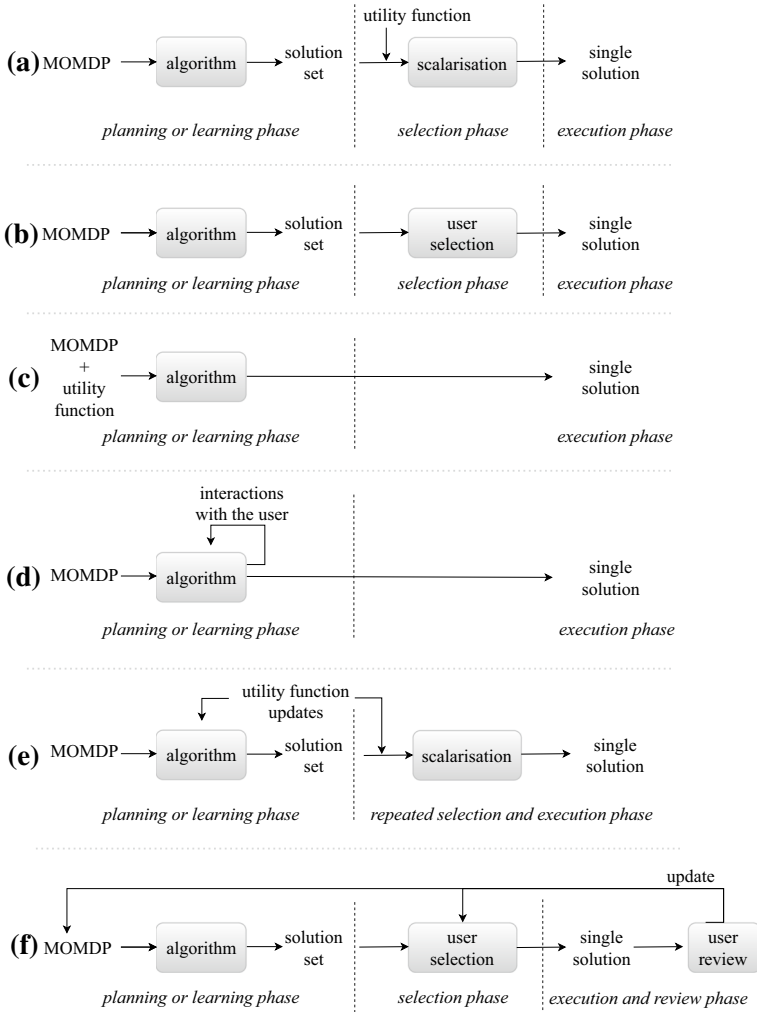 utility function
(a) MOMDP algorithm solution set scalarisation single solution
planning or learning phase selection phase execution phase
(b) MOMDP algorithm solution set user selection single solution
planning or learning phase selection phase execution phase
(c) MOMDP + utility function algorithm single solution
planning or learning phase execution phase
interactions with the user
(d) MOMDP algorithm single solution
planning or learning phase execution phase
utility function updates
(e) MOMDP algorithm solution set scalarisation single solution
planning or learning phase repeated selection and execution phase
update
(f) MOMDP algorithm solution set user selection single solution user review
planning or learning phase selection phase execution and review phase